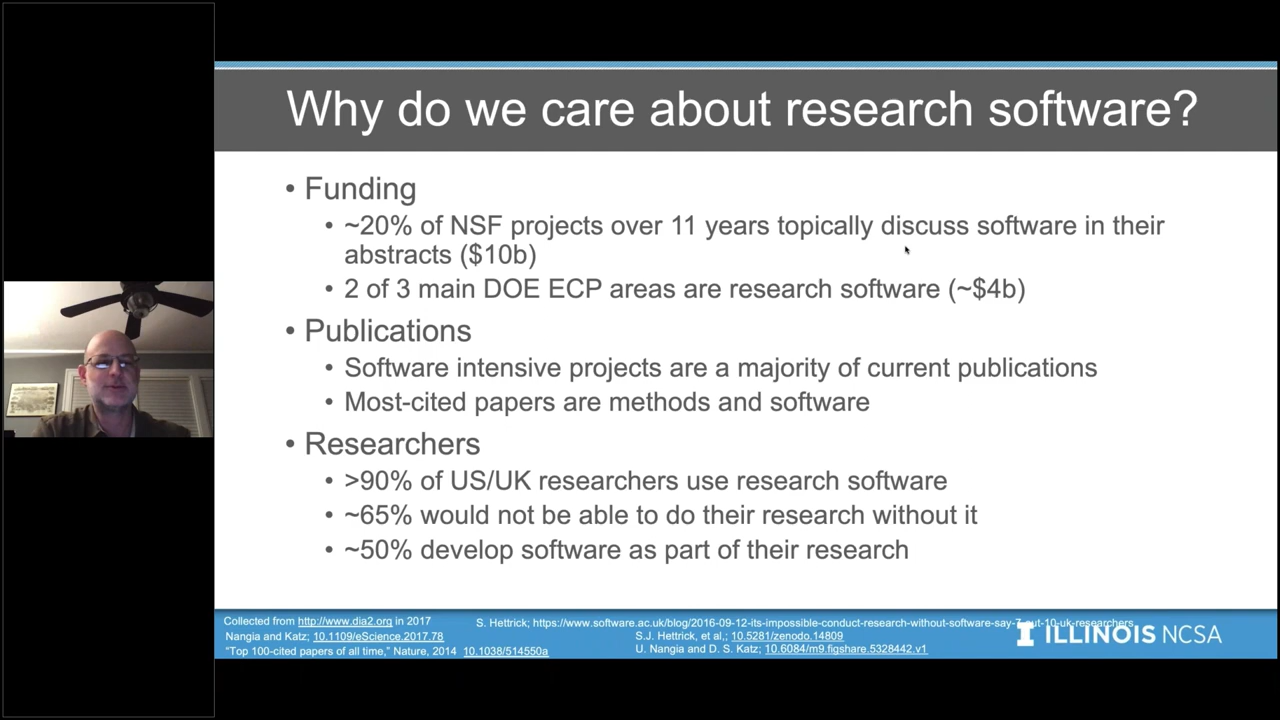 Why do we care about research software?
• Funding
• ~20% of NSF projects over 11 years topically discuss software in their
abstracts ($10b)
• 2 of 3 main DOE ECP areas are research software (~$4b)
• Publications
• Software intensive projects are a majority of current publications
• Most-cited papers are methods and software
• Researchers
• >90% of US/UK researchers use research software
• ~65% would not be able to do their research without it
• ~50% develop software as part of their research
Collected from http://www.dia2.org in 2017
Nangia and Katz; 10.1109/eScience.2017.78
"Top 100-cited papers of all time," Nature, 2014 10.1038/514550a
S. Hettrick; https://www.software.ac.uk/blog/2016-09-12-its-impossible-conduct-research-without-software-say-7-out-10-uk-researchers
S.J. Hettrick, et al,; 10.5281/zenodo.14809
U. Nangia and D. S. Katz; 10.6084/m9.figshare.5328442.v1
I ILLINOIS NCSA